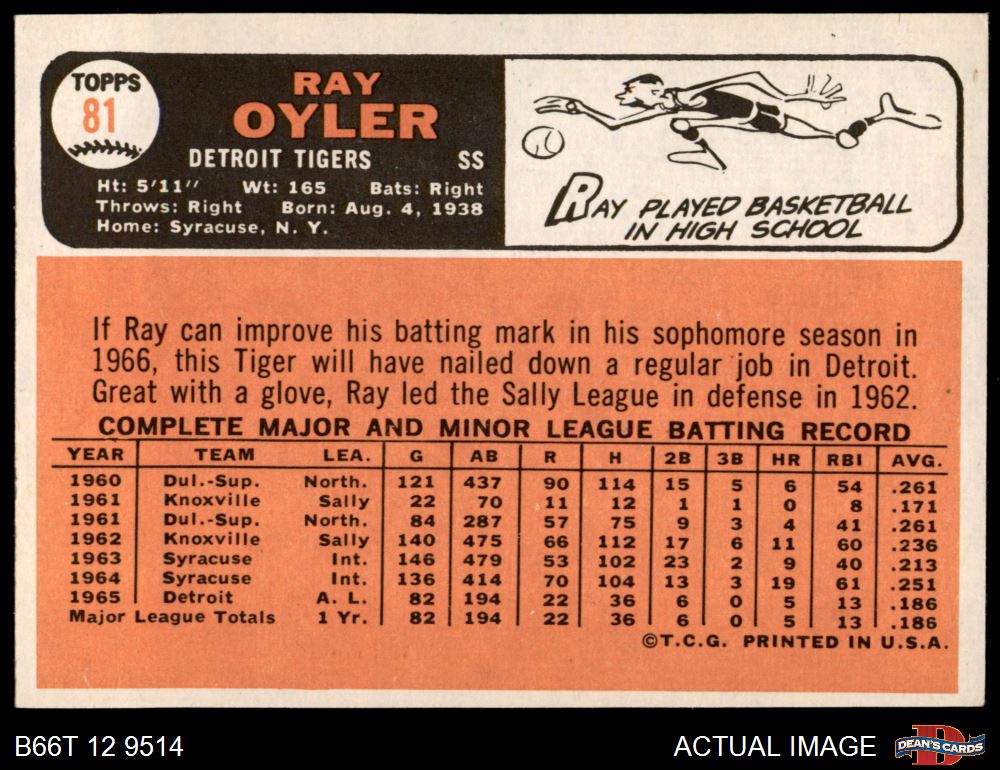 TOPPS
81
RAY
OYLER
DETROIT TIGERS SS
Ht: 5'11" Wt: 165 Bats: Right
Throws: Right Born: Aug. 4, 1938
Home: Syracuse, N. Y.
RAY PLAYED BASKETBALL
IN HIGH SCHOOL
If Ray can improve his batting mark in his sophomore season in
1966, this Tiger will have nailed down a regular job in Detroit.
Great with a glove, Ray led the Sally League in defense in 1962.
COMPLETE MAJOR AND MINOR LEAGUE BATTING RECORD
YEAR TEAM LEA. G AB R H 2B 3B HR RBI AVG.
1960 Dul.-Sup. North. 121 437 90 114 15 5 6 54 .261
1961 Knoxville Sally 22 70 11 12 1 1 0 8 .171
1961 Dul.-Sup. North. 84 287 57 75 9 3 4 41 .261
1962 Knoxville Sally 140 475 66 112 17 6 11 60 .236
1963 Syracuse Int. 146 479 53 102 23 2 9 40 .213
1964 Syracuse Int. 136 414 70 104 13 3 19 61 .251
1965 Detroit A. L. 82 194 22 36 6 0 5 13 .186
Major League Totals 1 Yr. 82 194 22 36 6 0 5 13 .186
©T.C.G. PRINTED IN U.S.A.
B66T 12 9514
ACTUAL IMAGE
DEAN'S CARDS